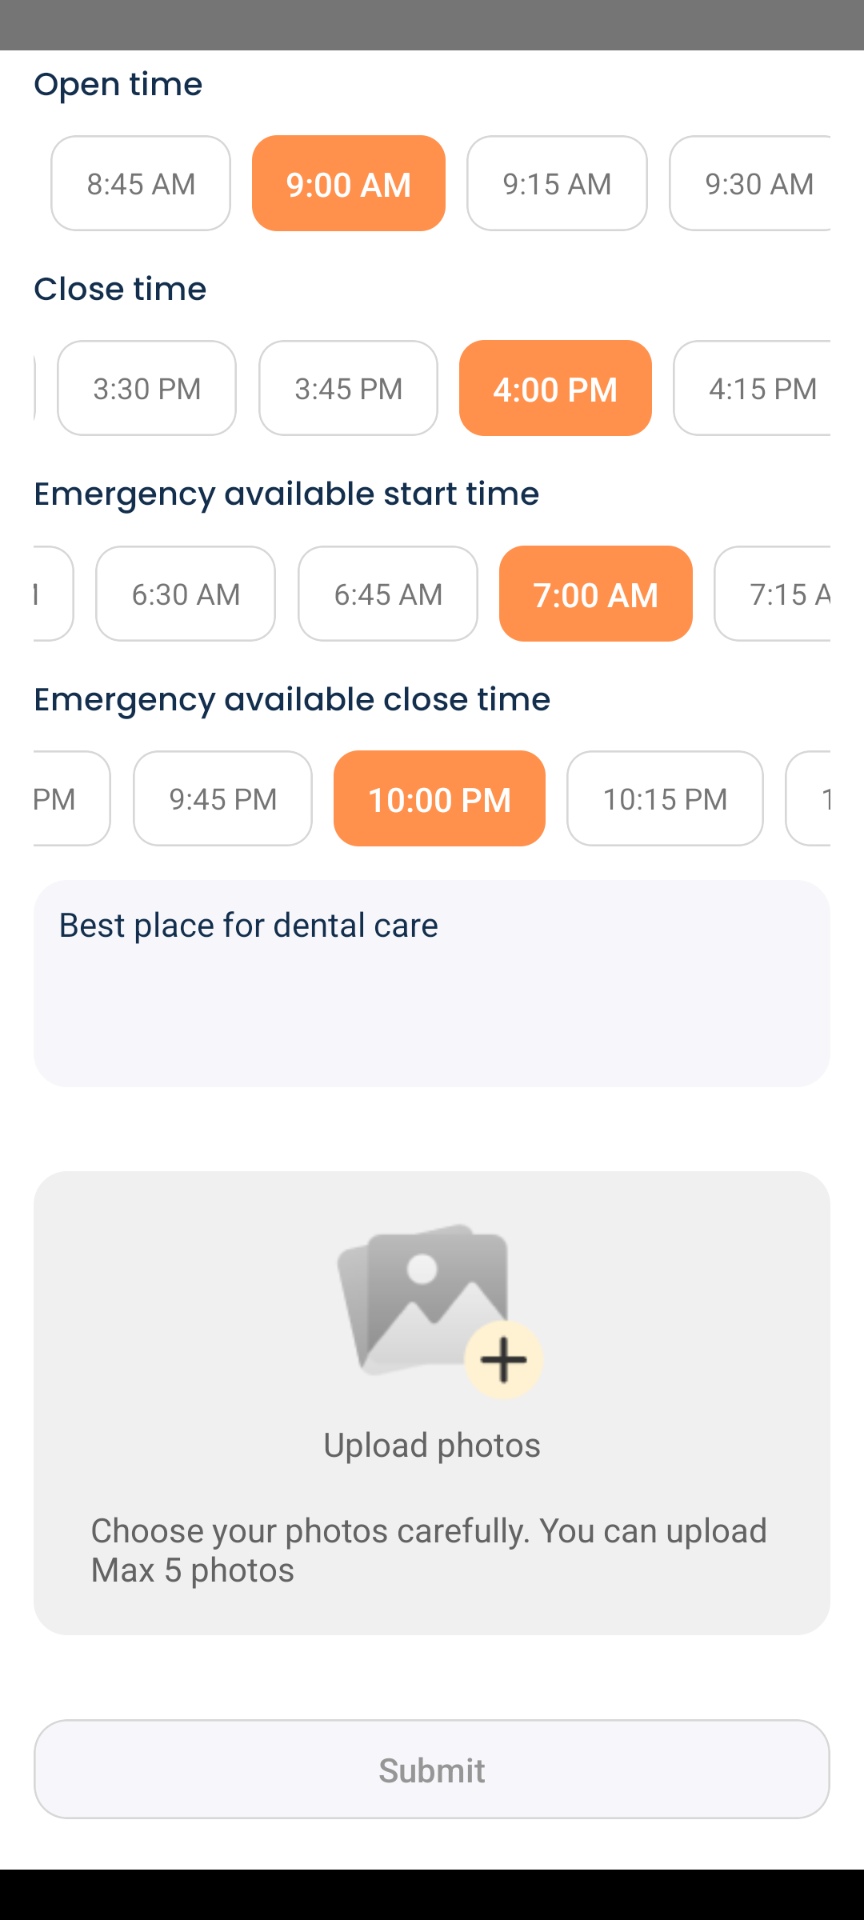 Open time
8:45 AM 9:00 AM 9:15 AM 9:30 AM
Close time
3:30 PM 3:45 PM 4:00 PM 4:15 PM
Emergency available start time
6:30 AM 6:45 AM 7:00 AM 7:15 A
Emergency available close time
PM 9:45 PM 10:00 PM 10:15 PM 1
Best place for dental care
Upload photos
Choose your photos carefully. You can upload
Max 5 photos
Submit